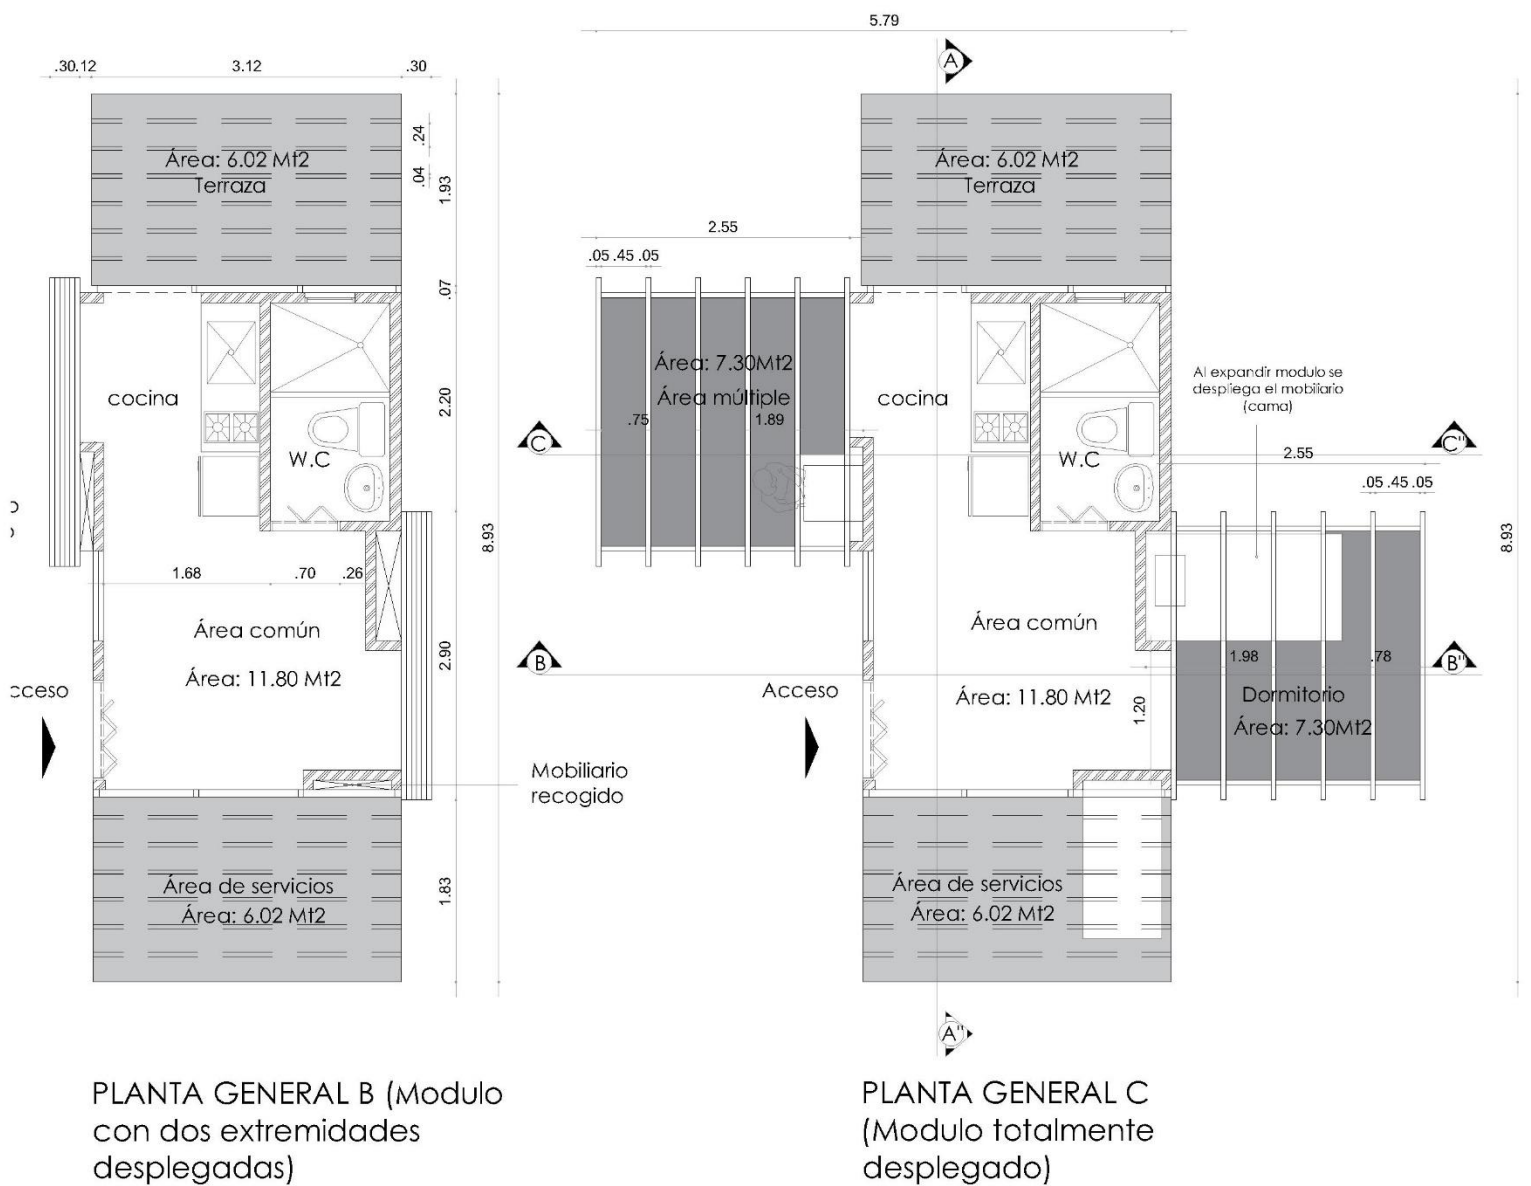 5.79
A
.30.12
3.12
.30
.24
.04
1.93
Área: 6.02 Mt2
Terraza
Área: 6.02 Mt2
Terraza
2.55
.05 .45 .05
.07
cocina
2.20
W.C
Área: 7.30Mt2
Área múltiple
.75
1.89
cocina
W.C
Al expandir modulo se
despliega el mobiliario
(cama)
C
C"
2.55
.05 .45 .05
8.93
8.93
1.68
.70
.26
Área común
Área: 11.80 Mt2
2.90
B
Área común
Área: 11.80 Mt2
1.98
.78
B"
Dormitorio
Área: 7.30Mt2
1.20
cceso
Acceso
Mobiliario
recogido
Área de servicios
Área: 6.02 Mt2
1.83
Área de servicios
Área: 6.02 Mt2
A"
PLANTA GENERAL B (Modulo
con dos extremidades
desplegadas)
PLANTA GENERAL C
(Modulo totalmente
desplegado)